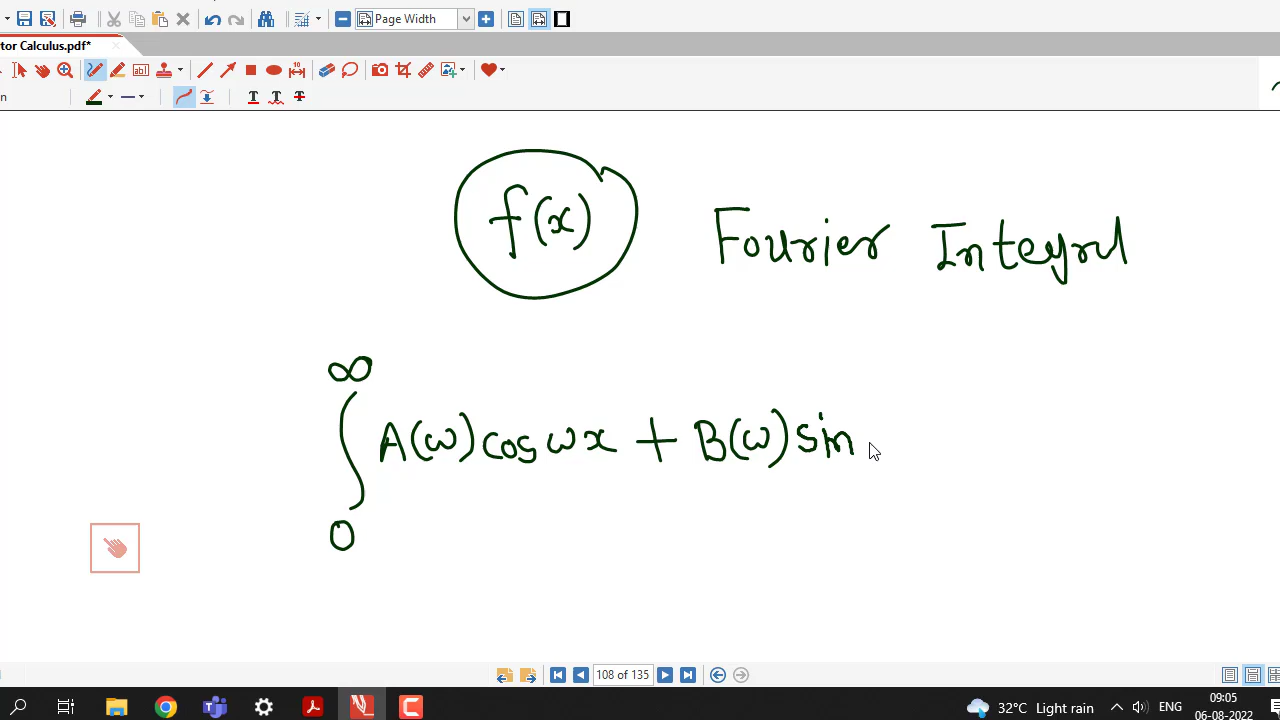 Page Width
tor Calculus.pdf*
10
T T T
n
f(x) Fourier Integral
∞
∫ A(ω) cos ωx + B(ω) sin
0
108 of 135
32°C Light rain ENG 09:05
06-08-2022